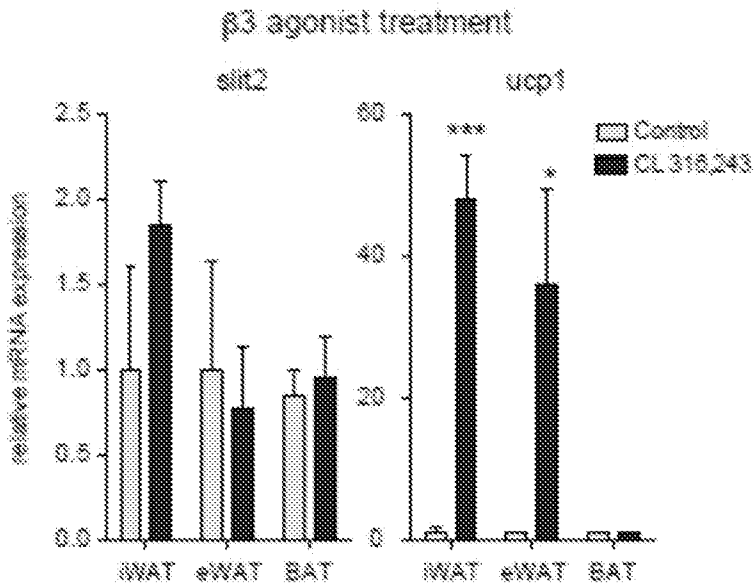 β3 agonist treatment
slit2
ucp1
2.5
2.0
1.5
1.0
0.5
0.0
relative mRNA expression
iWAT eWAT BAT
60
40
20
0
***
*
iWAT eWAT BAT
Control
CL 316,243